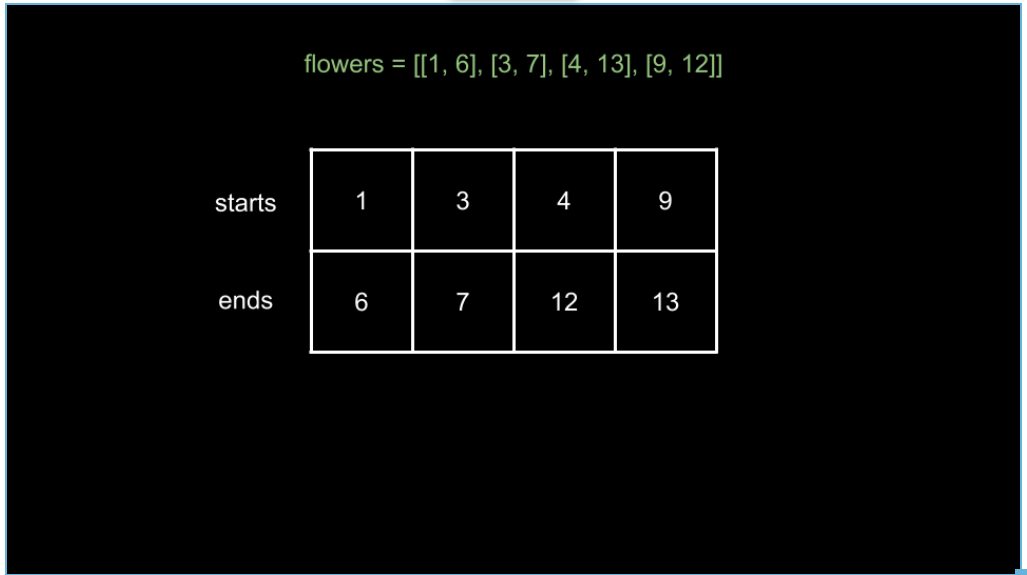 flowers = [[1, 6], [3, 7], [4, 13], [9, 12]]
starts 1 3 4 9
ends 6 7 12 13